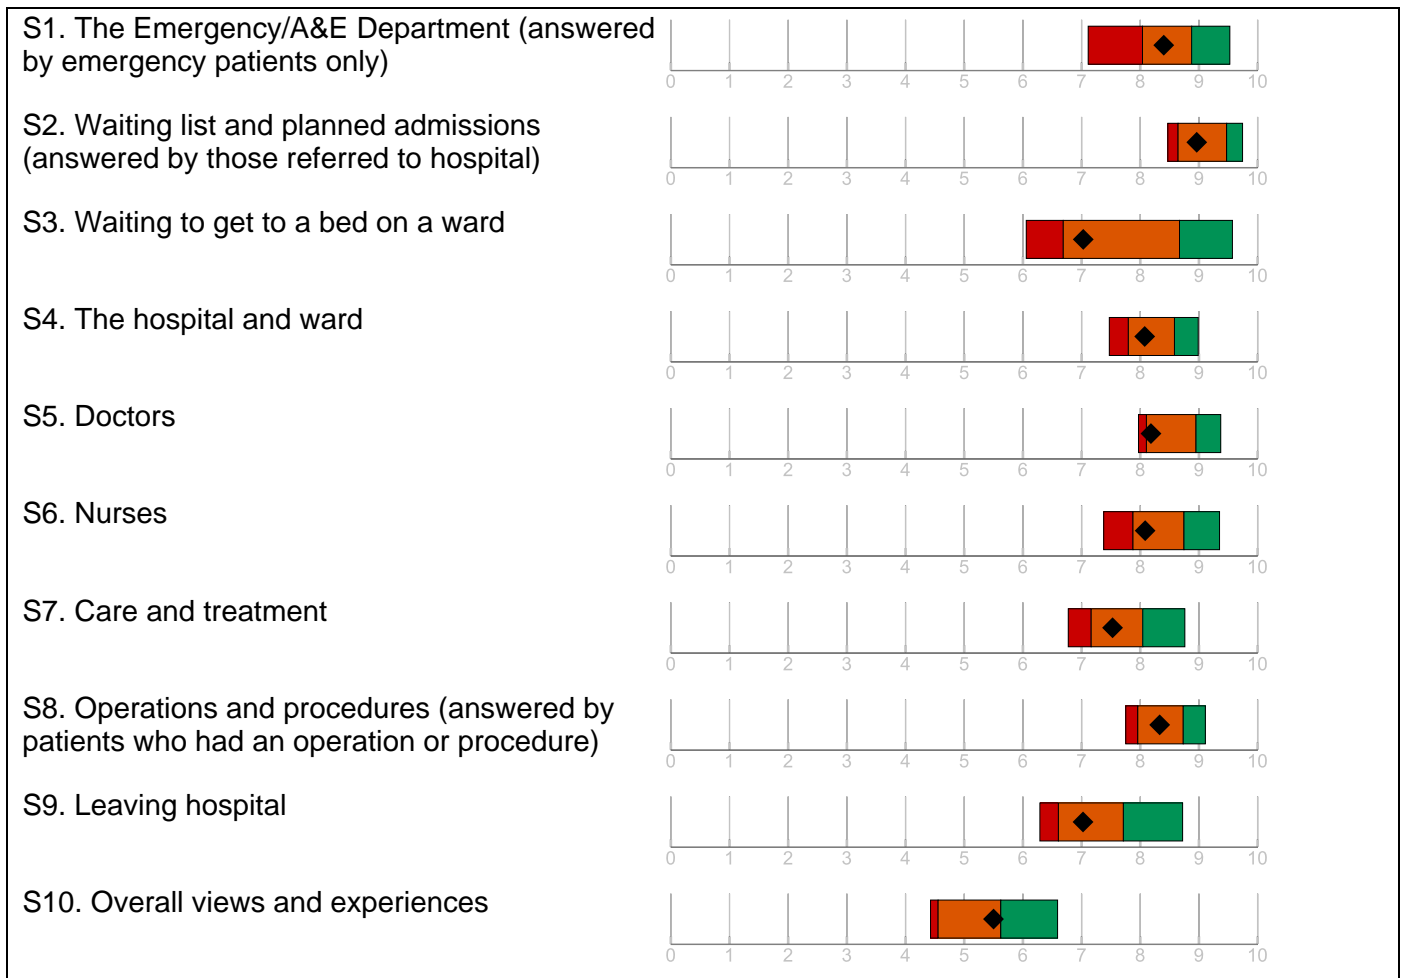 S1. The Emergency/A&E Department (answered
by emergency patients only)
0 1 2 3 4 5 6 7 8 9 10
S2. Waiting list and planned admissions
(answered by those referred to hospital)
0 1 2 3 4 5 6 7 8 9 10
S3. Waiting to get to a bed on a ward
0 1 2 3 4 5 6 7 8 9 10
S4. The hospital and ward
0 1 2 3 4 5 6 7 8 9 10
S5. Doctors
0 1 2 3 4 5 6 7 8 9 10
S6. Nurses
0 1 2 3 4 5 6 7 8 9 10
S7. Care and treatment
0 1 2 3 4 5 6 7 8 9 10
S8. Operations and procedures (answered by
patients who had an operation or procedure)
0 1 2 3 4 5 6 7 8 9 10
S9. Leaving hospital
0 1 2 3 4 5 6 7 8 9 10
S10. Overall views and experiences
0 1 2 3 4 5 6 7 8 9 10